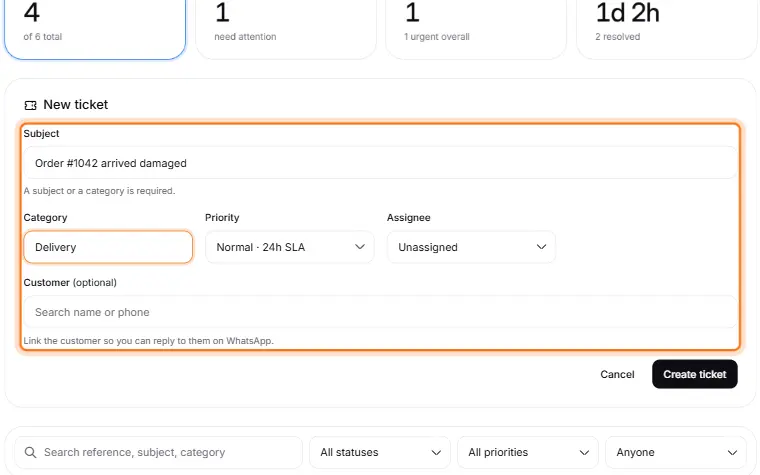 4
1
1
1d 2h
of 6 total
need attention
1 urgent overall
2 resolved
New ticket
Subject
Order #1042 arrived damaged
A subject or a category is required.
Category
Priority
Assignee
Delivery
Normal · 24h SLA
Unassigned
Customer (optional)
Search name or phone
Link the customer so you can reply to them on WhatsApp.
Cancel
Create ticket
Search reference, subject, category
All statuses
All priorities
Anyone